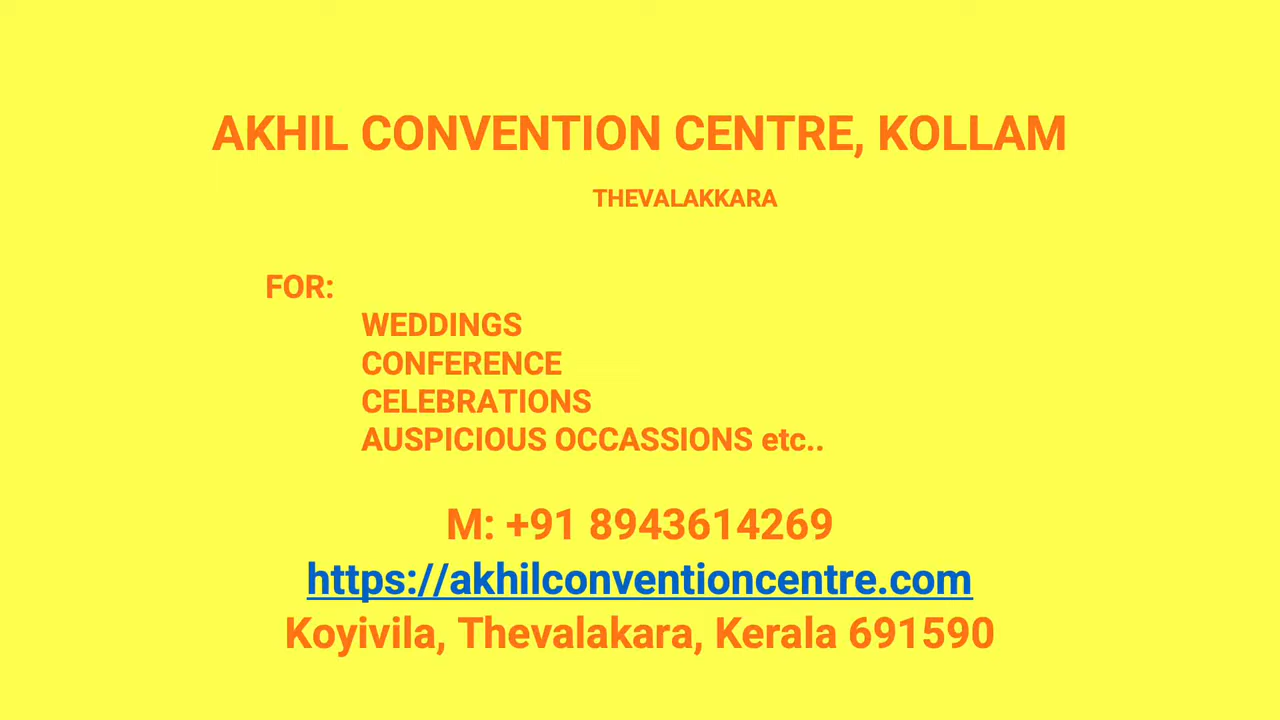 AKHIL CONVENTION CENTRE, KOLLAM
THEVALAKKARA
FOR:
WEDDINGS
CONFERENCE
CELEBRATIONS
AUSPICIOUS OCCASSIONS etc..
M: +91 8943614269
https://akhilconventioncentre.com
Koyivila, Thevalakara, Kerala 691590